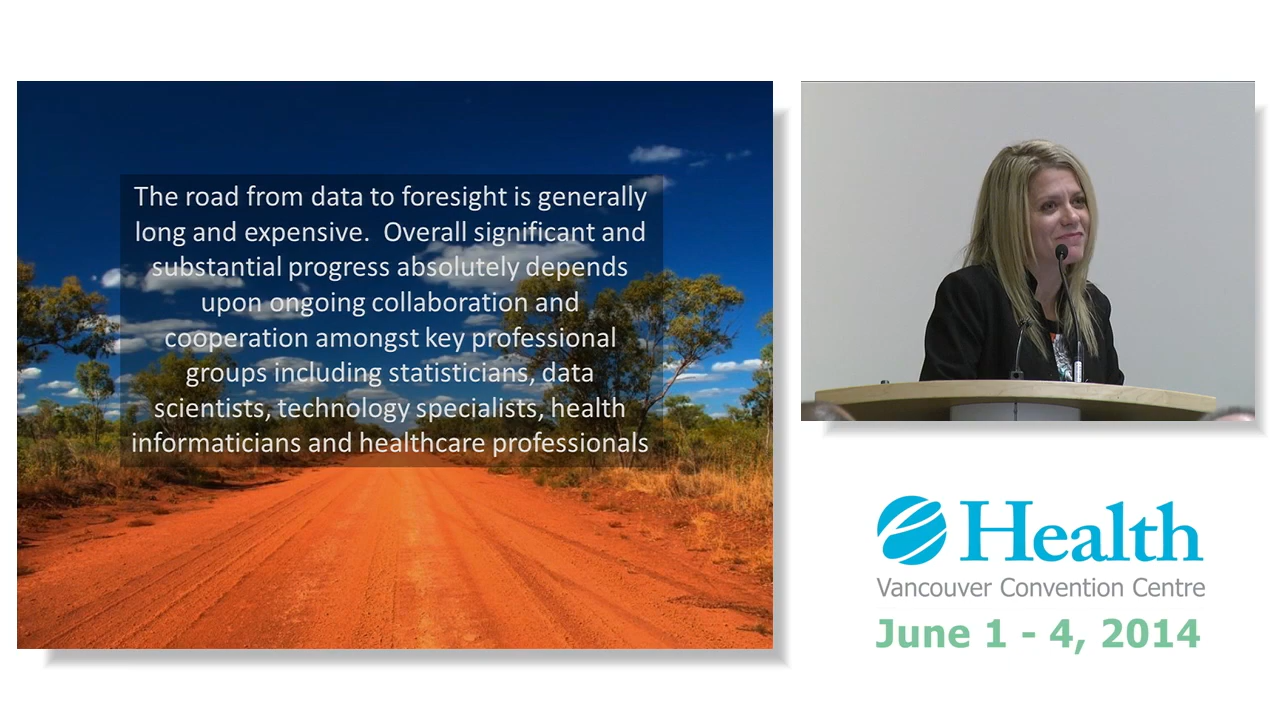 The road from data to foresight is generally
long and expensive.  Overall significant and
substantial progress absolutely depends
upon ongoing collaboration and
cooperation amongst key professional
groups including statisticians, data
scientists, technology specialists, health
informaticians and healthcare professionals
Health
Vancouver Convention Centre
June 1 - 4, 2014